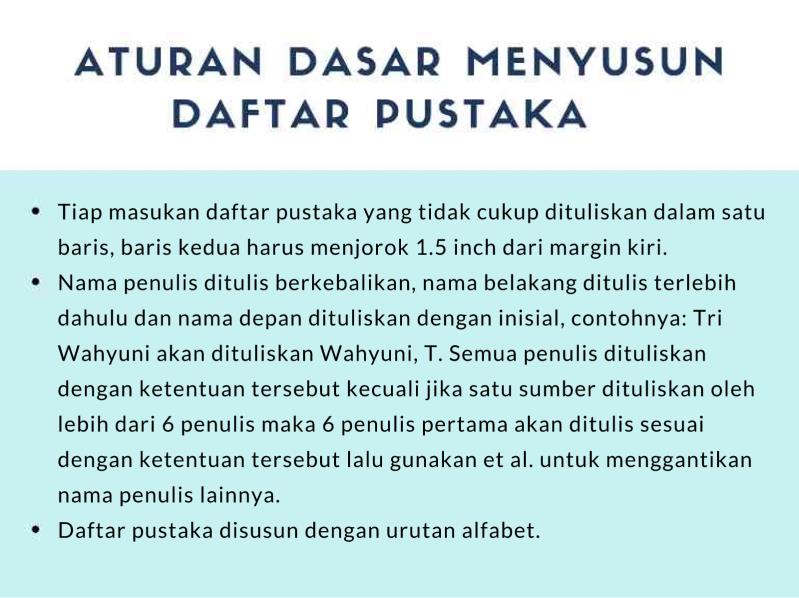 ATURAN DASAR MENYUSUN
DAFTAR PUSTAKA
• Tiap masukan daftar pustaka yang tidak cukup dituliskan dalam satu
baris, baris kedua harus menjorok 1.5 inch dari margin kiri.
• Nama penulis ditulis berkebalikan, nama belakang ditulis terlebih
dahulu dan nama depan dituliskan dengan inisial, contohnya: Tri
Wahyuni akan dituliskan Wahyuni, T. Semua penulis dituliskan
dengan ketentuan tersebut kecuali jika satu sumber dituliskan oleh
lebih dari 6 penulis maka 6 penulis pertama akan ditulis sesuai
dengan ketentuan tersebut lalu gunakan et al. untuk menggantikan
nama penulis lainnya.
• Daftar pustaka disusun dengan urutan alfabet.